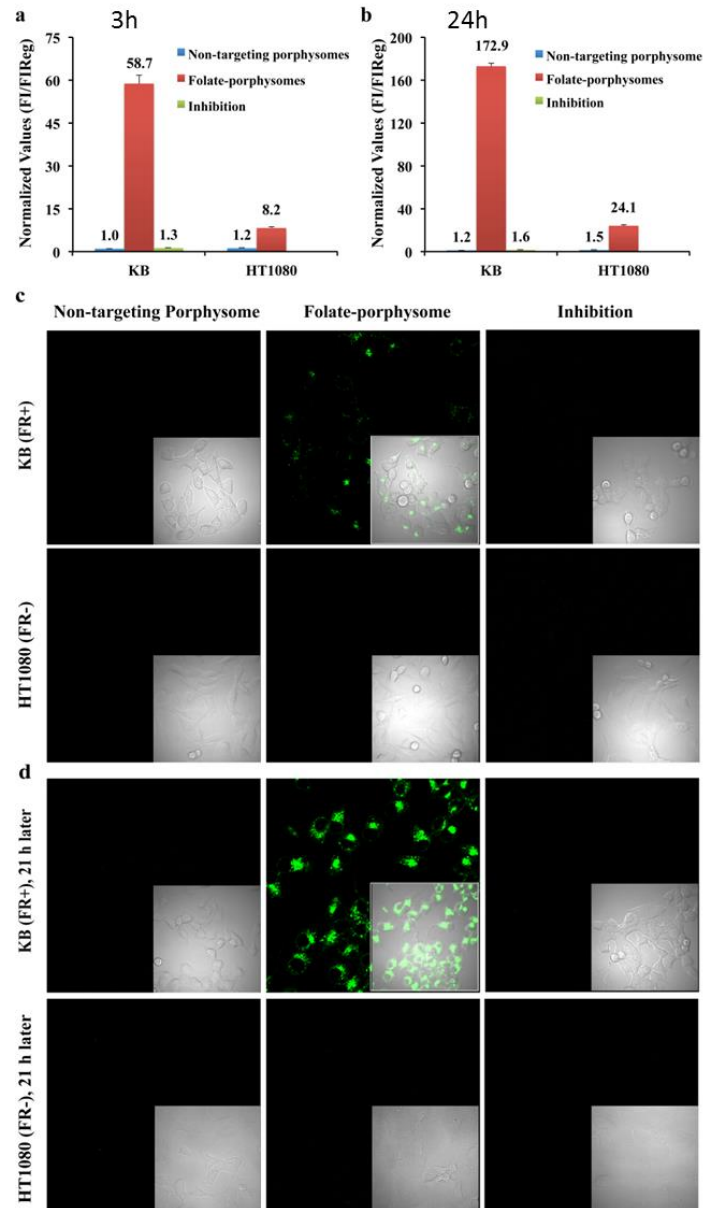 a
3h
Normalized Values (FI/FIReg)
75
60
45
30
15
0
58.7
1.0
1.3
1.2
8.2
KB
HT1080
Non-targeting porphysomes
Folate-porphysomes
Inhibition
b
24h
Normalized Values (FI/FIReg)
200
160
120
80
40
0
172.9
1.2
1.6
1.5
24.1
KB
HT1080
Non-targeting porphysome
Folate-porphysomes
Inhibition
c
Non-targeting Porphysome
Folate-porphysome
Inhibition
KB (FR+)
HT1080 (FR-)
d
KB (FR+), 21 h later
HT1080 (FR-), 21 h later